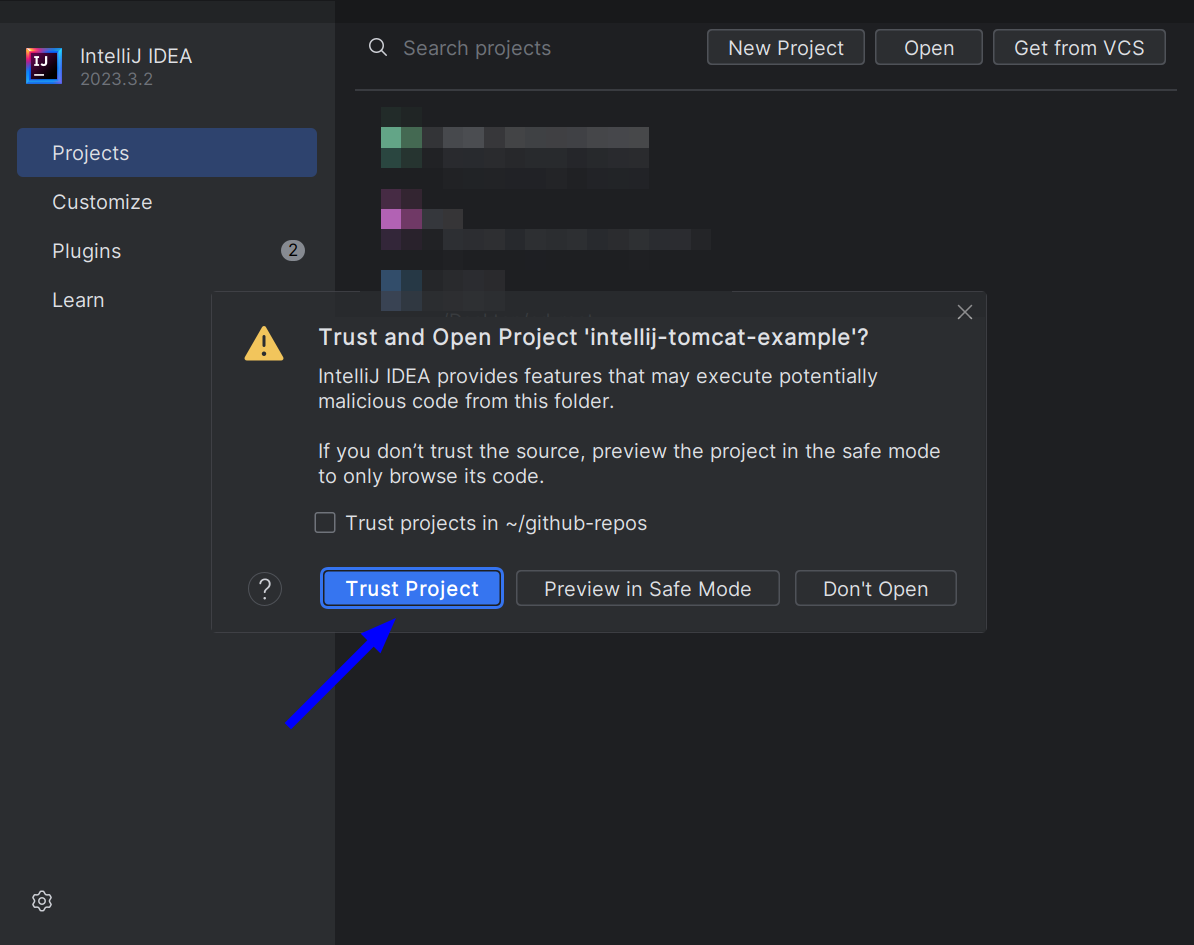 IJ
IntelliJ IDEA
2023.3.2
Search projects
New Project
Open
Get from VCS
Projects
Customize
Plugins
2
Learn
Trust and Open Project 'intellij-tomcat-example'?
IntelliJ IDEA provides features that may execute potentially
malicious code from this folder.
If you don’t trust the source, preview the project in the safe mode
to only browse its code.
Trust projects in ~/github-repos
?
Trust Project
Preview in Safe Mode
Don't Open